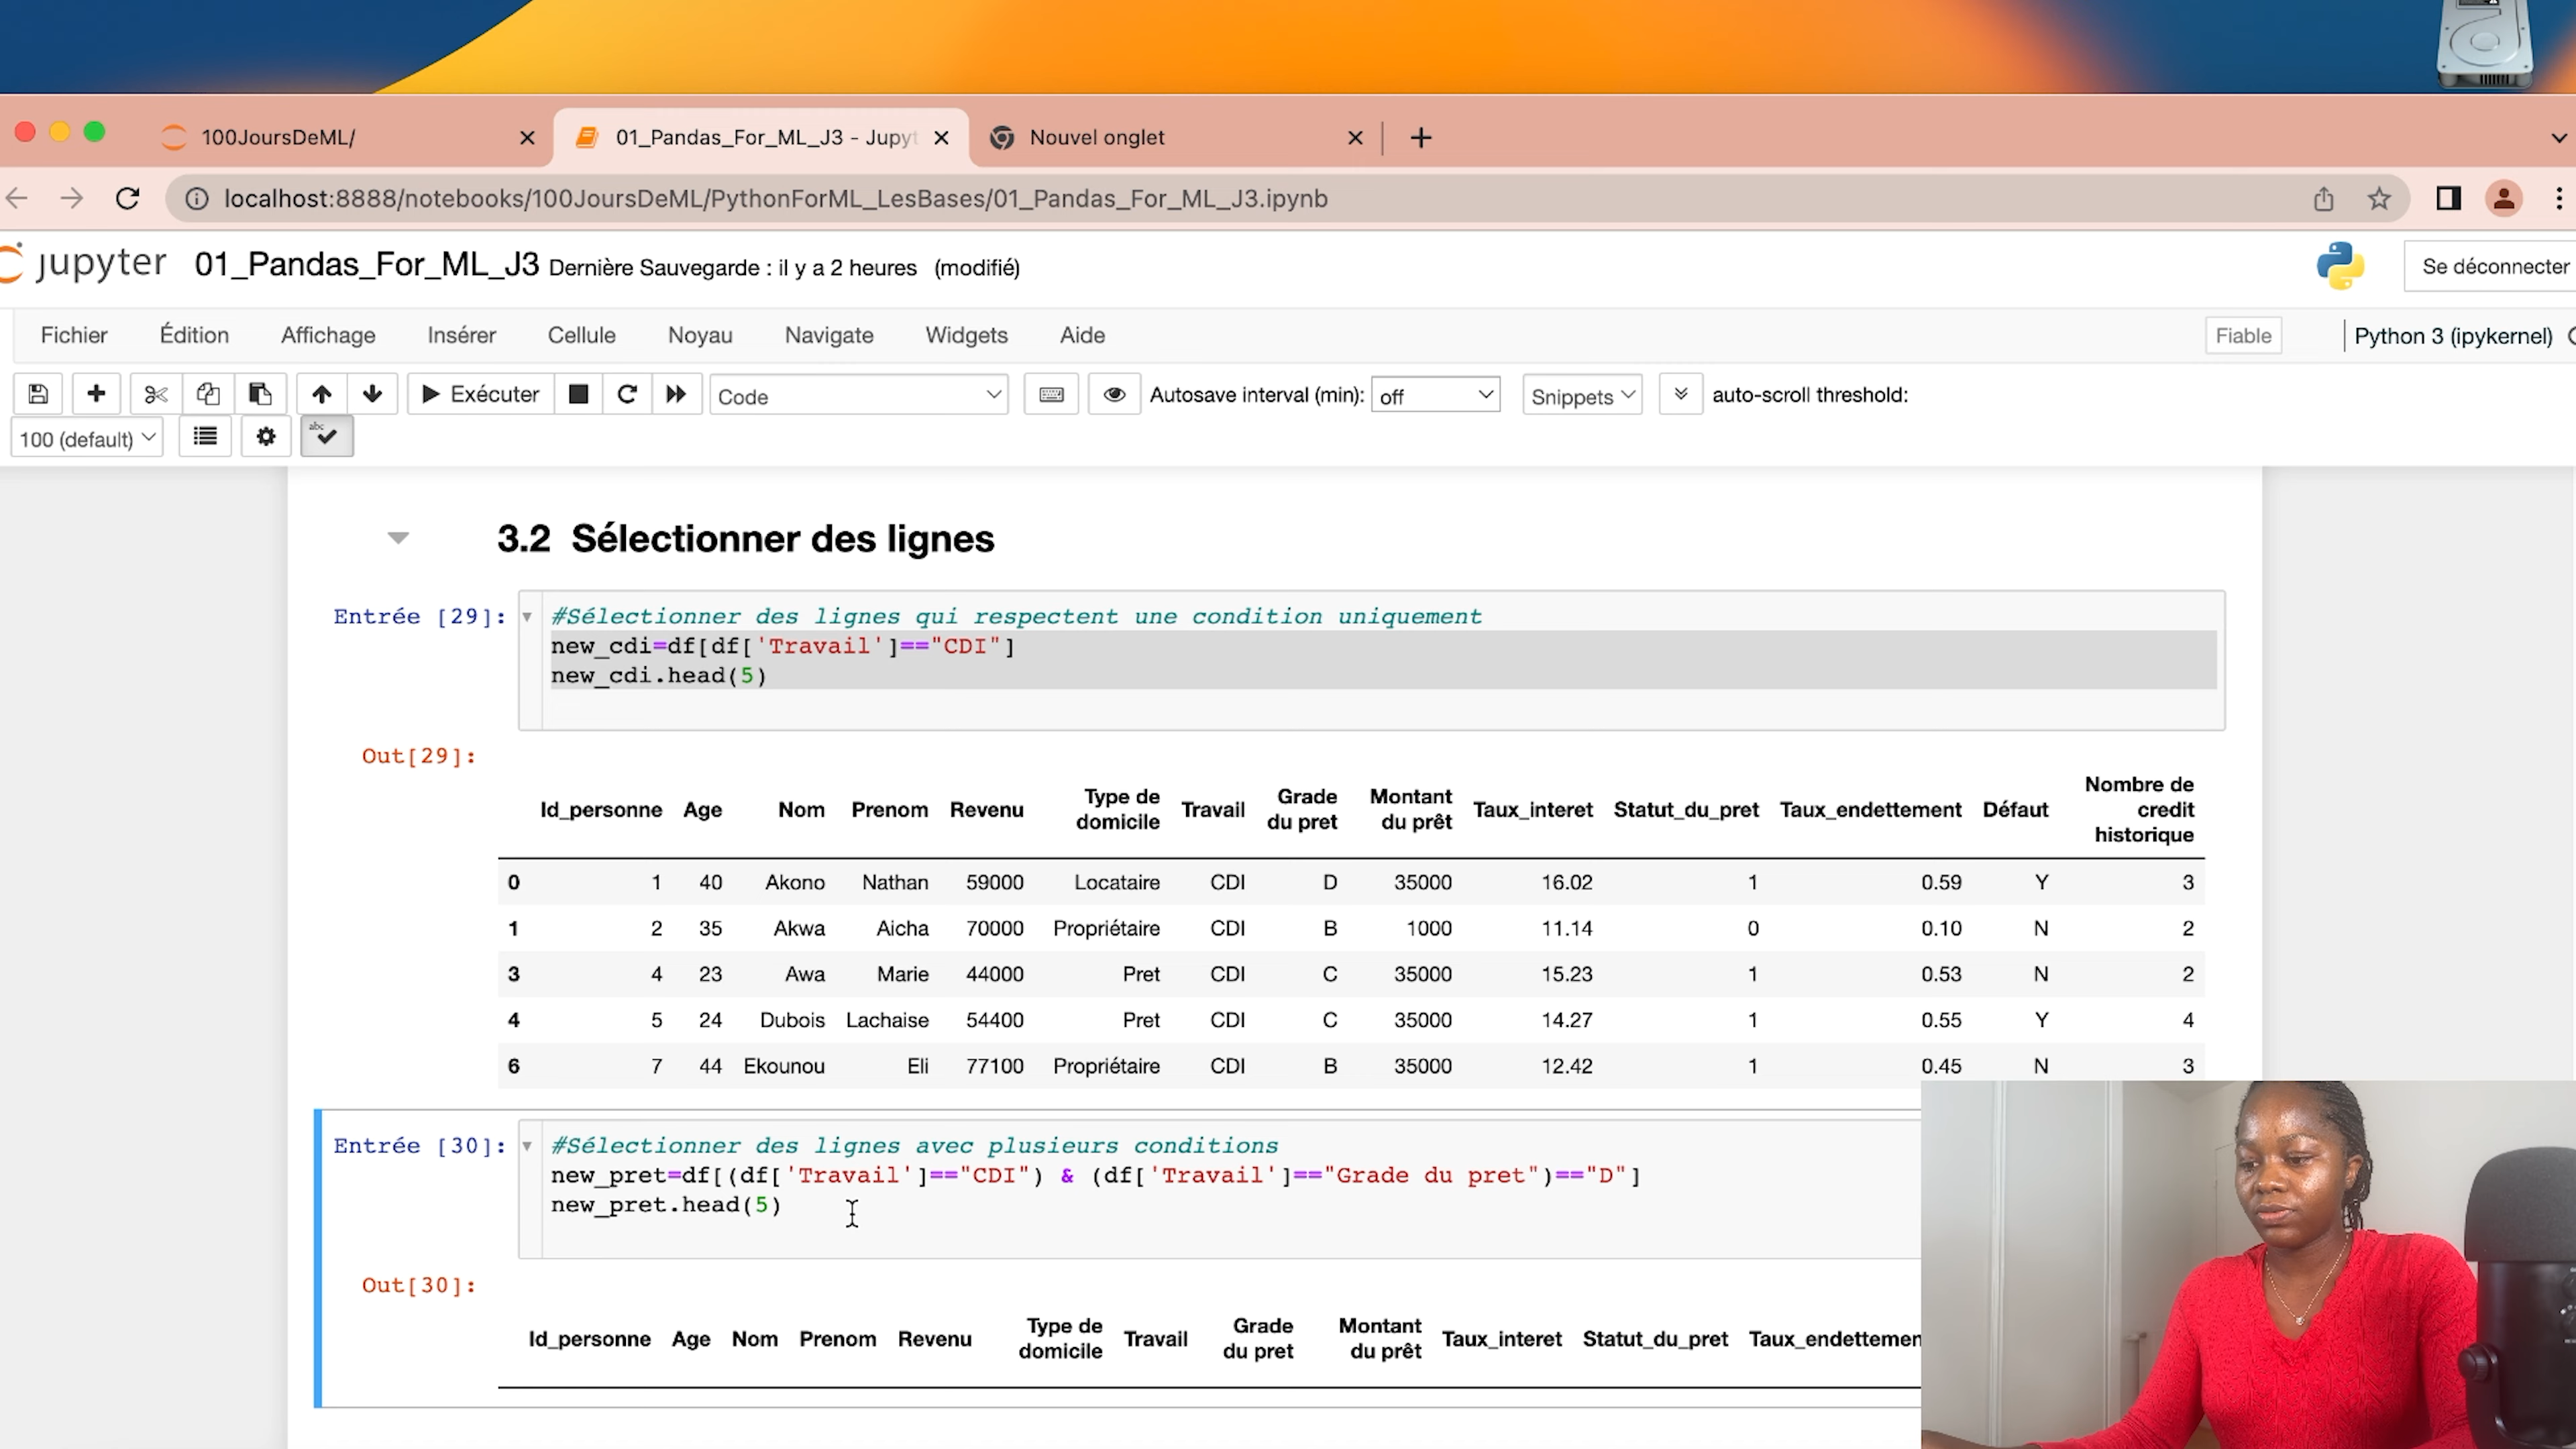 100JoursDeML/
01_Pandas_For_ML_J3 - Jupyt
Nouvel onglet
localhost:8888/notebooks/100JoursDeML/PythonForML_LesBases/01_Pandas_For_ML_J3.ipynb
jupyter 01_Pandas_For_ML_J3 Dernière Sauvegarde : il y a 2 heures (modifié)
Se déconnecter
Fichier Édition Affichage Insérer Cellule Noyau Navigate Widgets Aide
Fiable
Python 3 (ipykernel)
Exécuter Code Autosave interval (min): off Snippets auto-scroll threshold:
100 (default) abc
3.2 Sélectionner des lignes
Entrée [29]:
#Sélectionner des lignes qui respectent une condition uniquement
new_cdi=df[df['Travail']=="CDI"]
new_cdi.head(5)
Out[29]:
Id_personne Age Nom Prenom Revenu Type de domicile Travail Grade du pret Montant du prêt Taux_interet Statut_du_pret Taux_endettement Défaut Nombre de credit historique
0 1 40 Akono Nathan 59000 Locataire CDI D 35000 16.02 1 0.59 Y 3
1 2 35 Akwa Aicha 70000 Propriétaire CDI B 1000 11.14 0 0.10 N 2
3 4 23 Awa Marie 44000 Pret CDI C 35000 15.23 1 0.53 N 2
4 5 24 Dubois Lachaise 54400 Pret CDI C 35000 14.27 1 0.55 Y 4
6 7 44 Ekounou Eli 77100 Propriétaire CDI B 35000 12.42 1 0.45 N 3
Entrée [30]:
#Sélectionner des lignes avec plusieurs conditions
new_pret=df[(df['Travail']=="CDI") & (df['Travail']=="Grade du pret")=="D"]
new_pret.head(5)
Out[30]:
Id_personne Age Nom Prenom Revenu Type de domicile Travail Grade du pret Montant du prêt Taux_interet Statut_du_pret Taux_endettemen